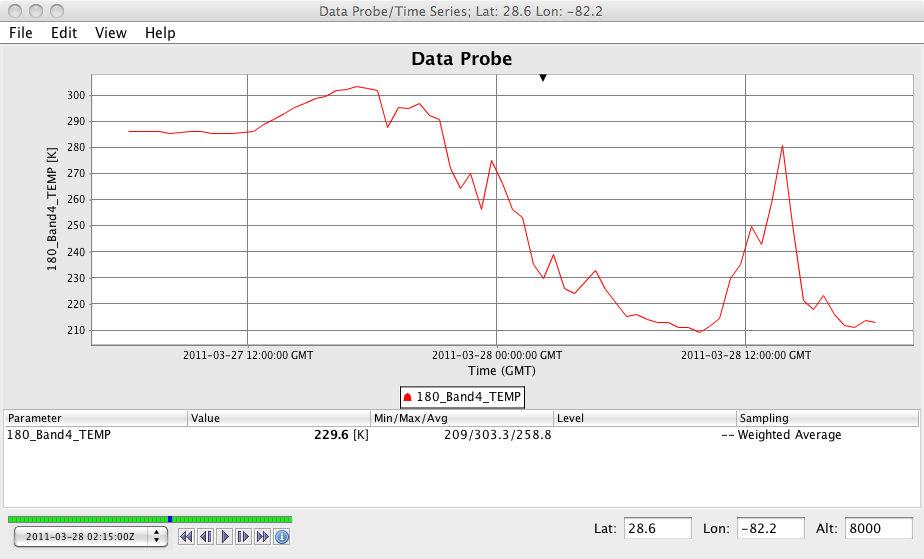 Data Probe/Time Series; Lat: 28.6 Lon: -82.2
File Edit View Help
Data Probe
300
290
280
270
260
250
240
230
220
210
180_Band4_TEMP [K]
2011-03-27 12:00:00 GMT 2011-03-28 00:00:00 GMT 2011-03-28 12:00:00 GMT
Time (GMT)
180_Band4_TEMP
Parameter Value Min/Max/Avg Level Sampling
180_Band4_TEMP 229.6 [K] 209/303.3/258.8 -- Weighted Average
2011-03-28 02:15:00Z Lat: 28.6 Lon: -82.2 Alt: 8000